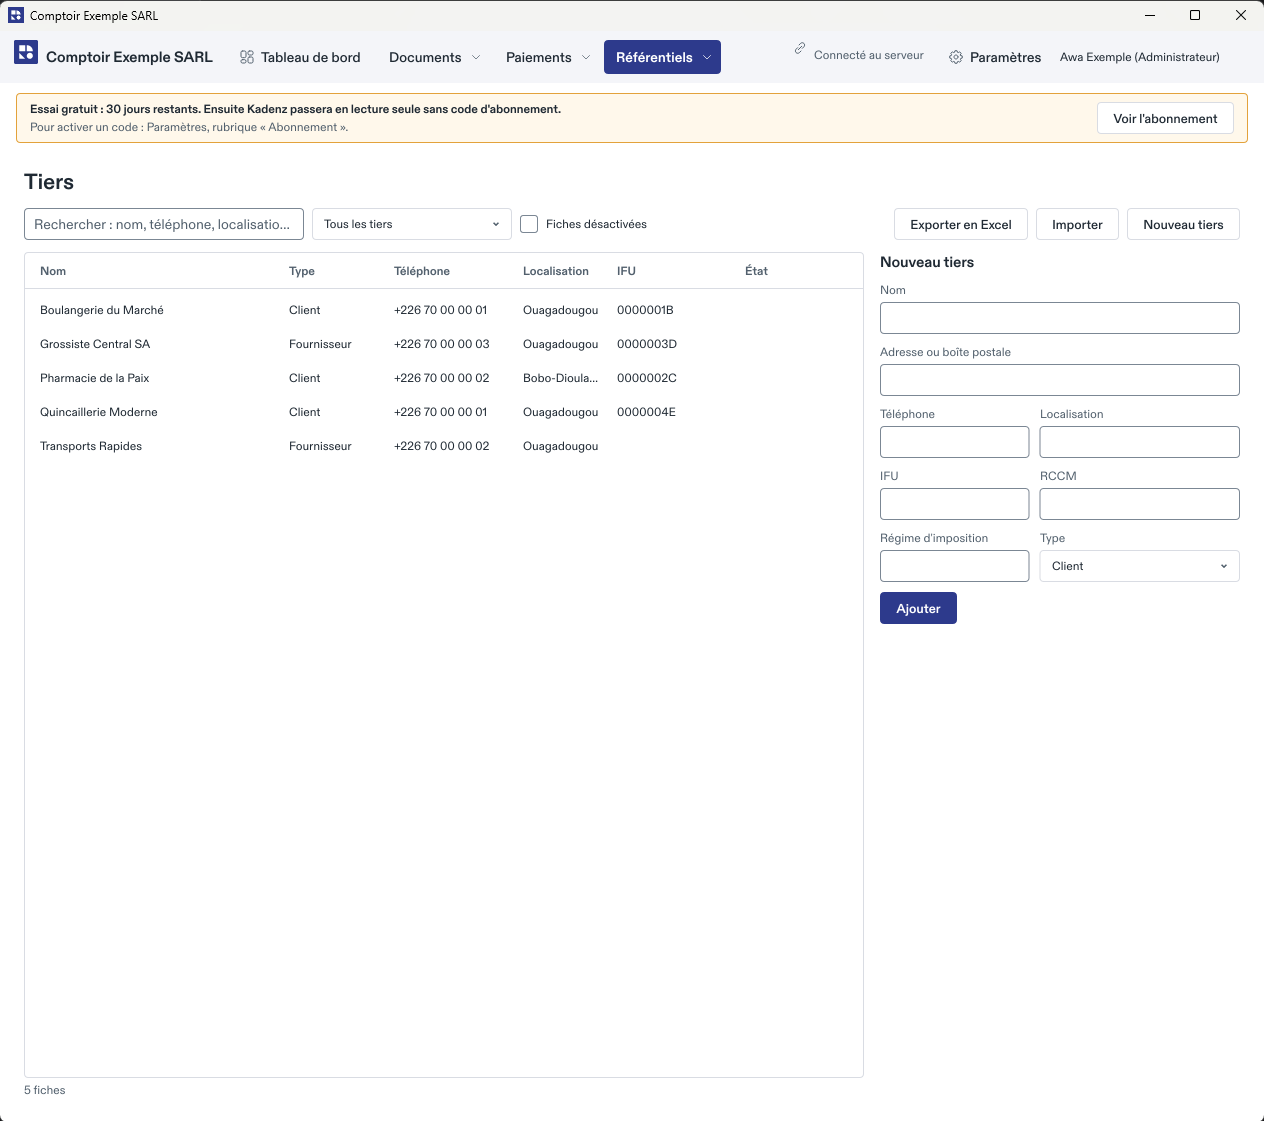 Comptoir Exemple SARL
Comptoir Exemple SARL Tableau de bord Documents Paiements Référentiels Connecté au serveur Paramètres Awa Exemple (Administrateur)
Essai gratuit : 30 jours restants. Ensuite Kadenz passera en lecture seule sans code d'abonnement.
Pour activer un code : Paramètres, rubrique « Abonnement ».
Voir l'abonnement
Tiers
Rechercher : nom, téléphone, localisatio... Tous les tiers Fiches désactivées Exporter en Excel Importer Nouveau tiers
Nom Type Téléphone Localisation IFU État
Boulangerie du Marché Client +226 70 00 00 01 Ouagadougou 0000001B
Grossiste Central SA Fournisseur +226 70 00 00 03 Ouagadougou 0000003D
Pharmacie de la Paix Client +226 70 00 00 02 Bobo-Dioula... 0000002C
Quincaillerie Moderne Client +226 70 00 00 01 Ouagadougou 0000004E
Transports Rapides Fournisseur +226 70 00 00 02 Ouagadougou
5 fiches
Nouveau tiers
Nom
Adresse ou boîte postale
Téléphone Localisation
IFU RCCM
Régime d'imposition Type
Client
Ajouter